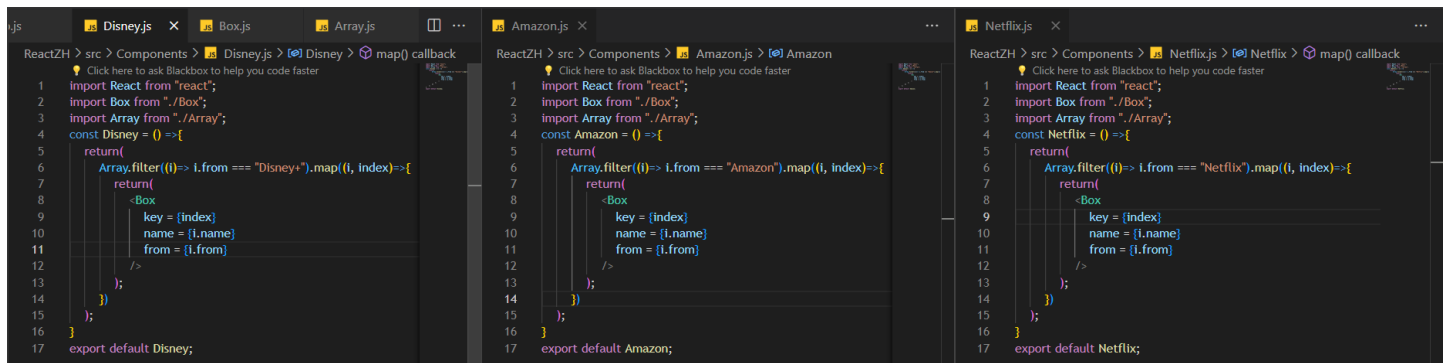 .js JS Disney.js × JS Box.js JS Array.js ···
ReactZH > src > Components > JS Disney.js > Disney > map() callback
Click here to ask Blackbox to help you code faster
1 import React from "react";
2 import Box from "./Box";
3 import Array from "./Array";
4 const Disney = () =>{
5 return(
6 Array.filter((i)=> i.from === "Disney+").map((i, index)=>{
7 return(
8 <Box
9 key = {index}
10 name = {i.name}
11 from = {i.from}
12 />
13 );
14 })
15 );
16 }
17 export default Disney;
JS Amazon.js × ···
ReactZH > src > Components > JS Amazon.js > Amazon
Click here to ask Blackbox to help you code faster
1 import React from "react";
2 import Box from "./Box";
3 import Array from "./Array";
4 const Amazon = () =>{
5 return(
6 Array.filter((i)=> i.from === "Amazon").map((i, index)=>{
7 return(
8 <Box
9 key = {index}
10 name = {i.name}
11 from = {i.from}
12 />
13 );
14 })
15 );
16 }
17 export default Amazon;
JS Netflix.js × ···
ReactZH > src > Components > JS Netflix.js > Netflix > map() callback
Click here to ask Blackbox to help you code faster
1 import React from "react";
2 import Box from "./Box";
3 import Array from "./Array";
4 const Netflix = () =>{
5 return(
6 Array.filter((i)=> i.from === "Netflix").map((i, index)=>{
7 return(
8 <Box
9 key = {index}
10 name = {i.name}
11 from = {i.from}
12 />
13 );
14 })
15 );
16 }
17 export default Netflix;